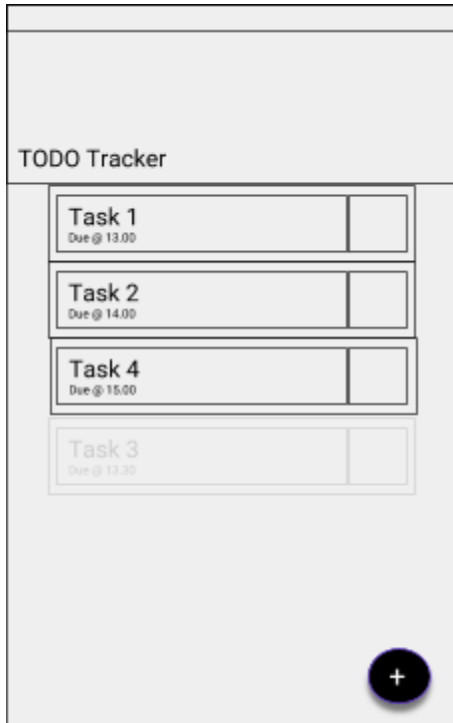 TODO Tracker
Task 1
Due @ 13.00
Task 2
Due @ 14.00
Task 4
Due @ 15.00
Task 3
Due @ 13.30
+